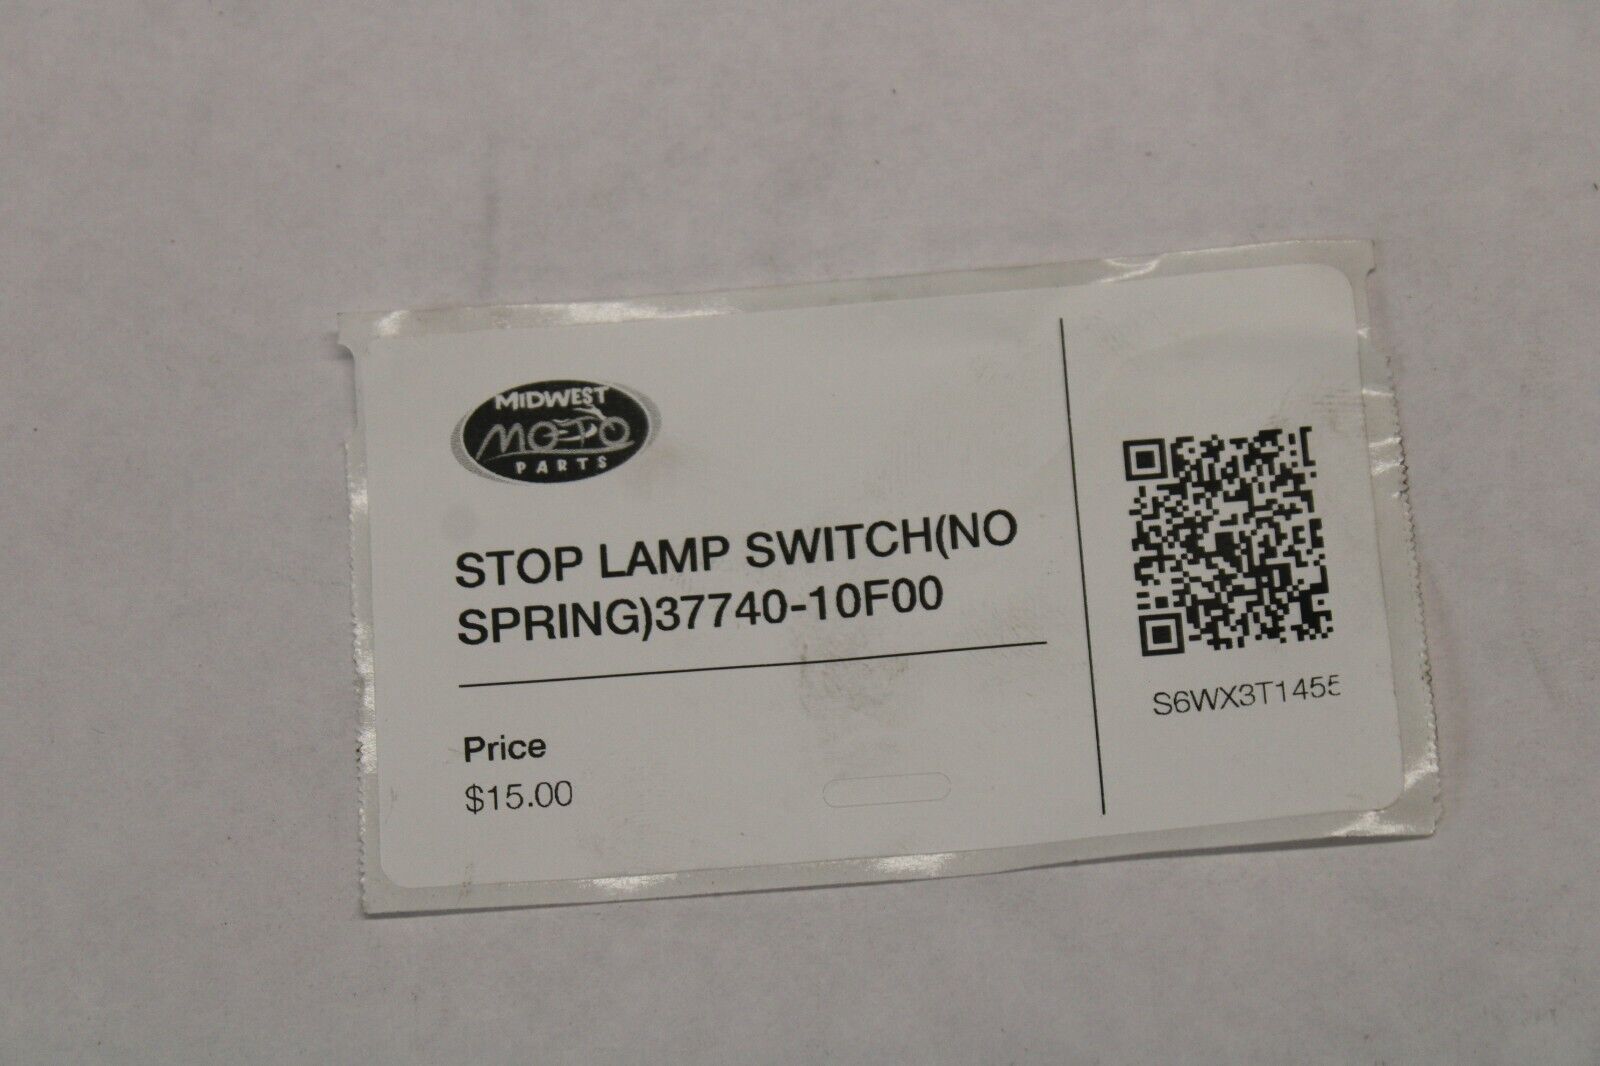 MIDWEST
MOTO
PARTS
STOP LAMP SWITCH(NO
SPRING)37740-10F00
Price
$15.00
S6WX3T1455